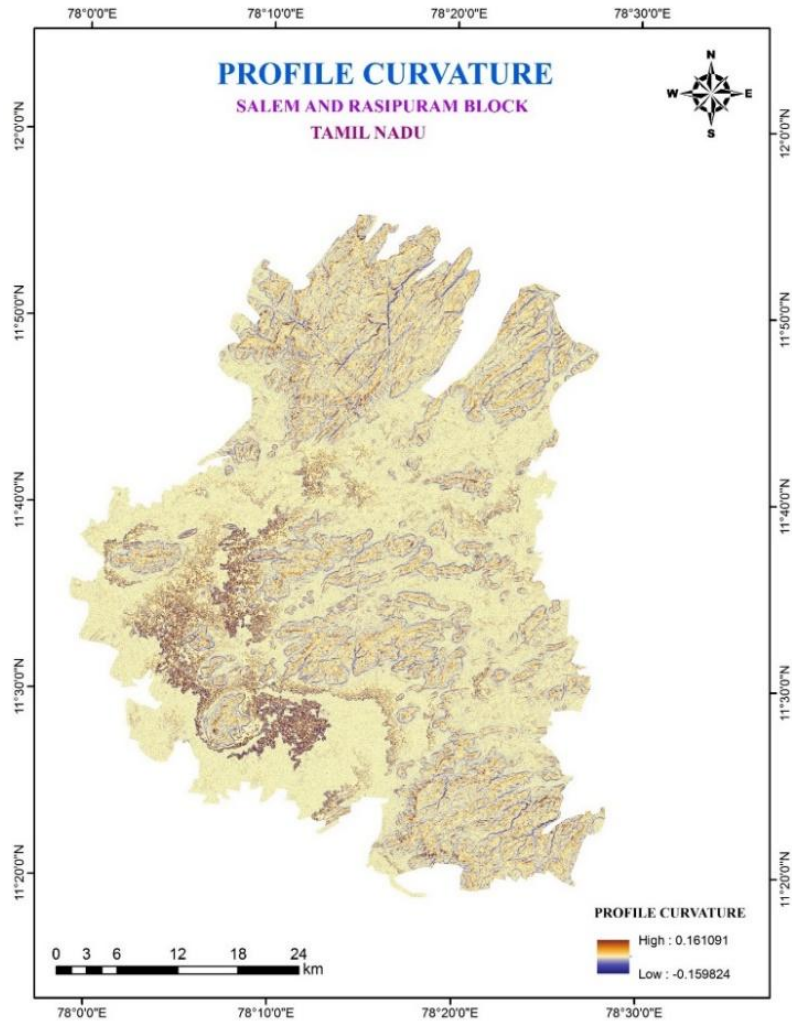 78°0'0"E 78°10'0"E 78°20'0"E 78°30'0"E
PROFILE CURVATURE
SALEM AND RASIPURAM BLOCK
TAMIL NADU
N
W E
S
12°0'0"N 12°0'0"N
11°50'0"N 11°50'0"N
11°40'0"N 11°40'0"N
11°30'0"N 11°30'0"N
11°20'0"N 11°20'0"N
PROFILE CURVATURE
High : 0.161091
Low : -0.159824
0 3 6 12 18 24
km
78°0'0"E 78°10'0"E 78°20'0"E 78°30'0"E